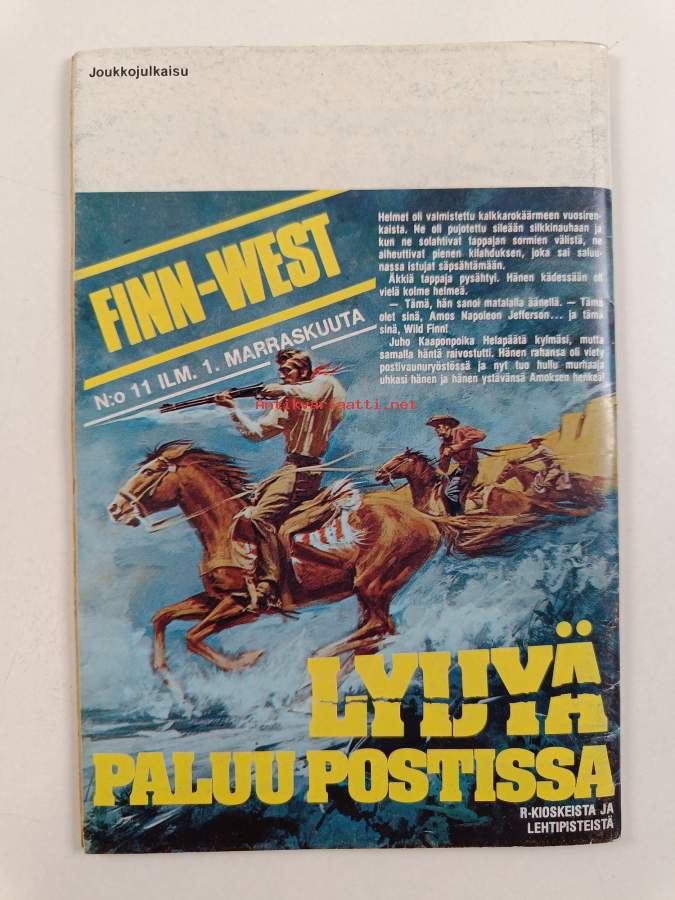 Joukkojulkaisu
FINN-WEST
N:o 11 ILM. 1. MARRASKUUTA
Helmet oli valmistettu kalkkarokäärmeen vuosiren-
kaista. Ne oli pujotettu sileään silkkinauhaan ja
kun ne solahtivat tappajan sormien välistä, ne
aiheuttivat pienen kilahduksen, joka sai saluu-
nassa istujat säpsähtämään.
Äkkiä tappaja pysähtyi. Hänen kädessään oli
vielä kolme helmeä.
— Tämä, hän sanoi matalalla äänellä. — Tämä
olet sinä, Amos Napoleon Jefferson... ja tämä
sinä, Wild Finn!
Juho Kaaponpoika Helapäätä kylmäsi, mutta
samalla häntä raivostutti. Hänen rahansa oli viety
postivaunuryöstössä ja nyt tuo hullu murhaaja
uhkasi hänen ja hänen ystävänsä Amoksen henkeä!
Antikvariaatti.net
LYIJYÄ
PALUU POSTISSA
R-KIOSKEISTA JA
LEHTIPISTEISTÄ